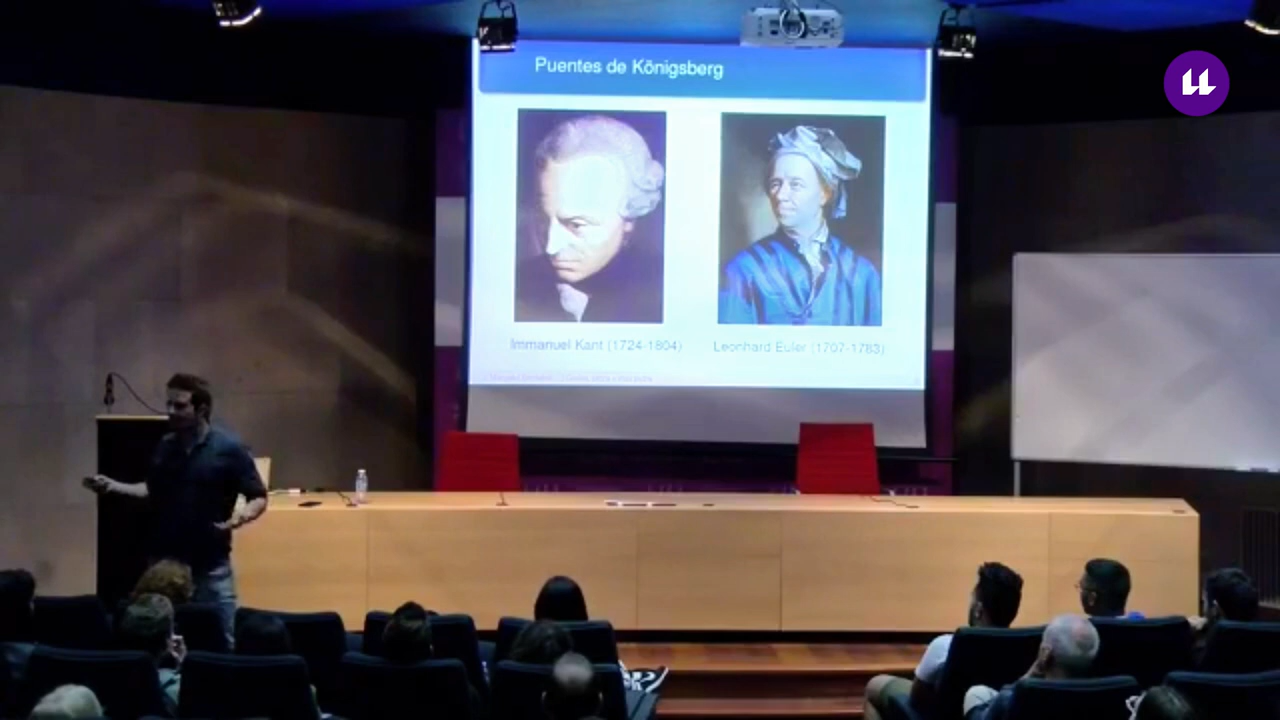 Puentes de Königsberg
Immanuel Kant (1724-1804)
Leonhard Euler (1707-1783)